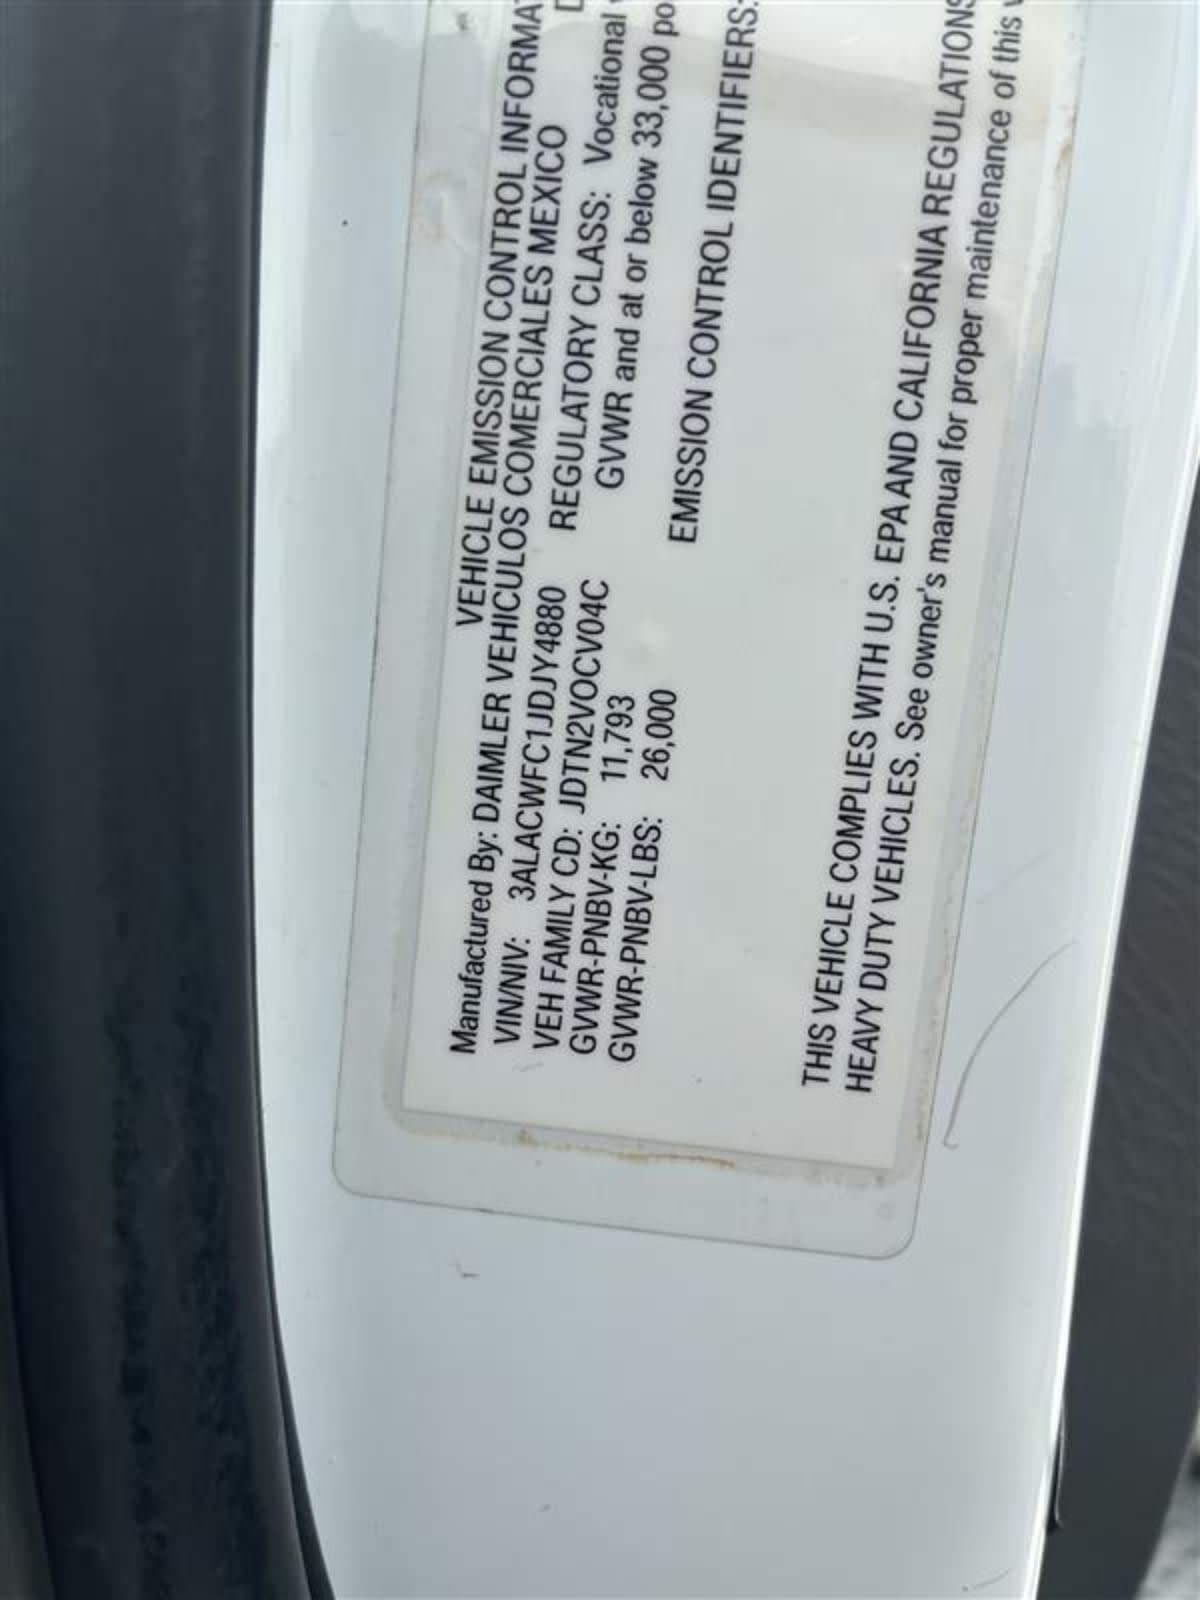 VEHICLE EMISSION CONTROL INFORMA
Manufactured By: DAIMLER VEHICULOS COMERCIALES MEXICO
VIN/NIV: 3ALACWFC1JDJY4880 REGULATORY CLASS: Vocational
VEH FAMILY CD: JDTN2VOCV04C GVWR and at or below 33,000 po
GVWR-PNBV-KG: 11,793
GVWR-PNBV-LBS: 26,000 EMISSION CONTROL IDENTIFIERS:
THIS VEHICLE COMPLIES WITH U.S. EPA AND CALIFORNIA REGULATIONS
HEAVY DUTY VEHICLES. See owner's manual for proper maintenance of this